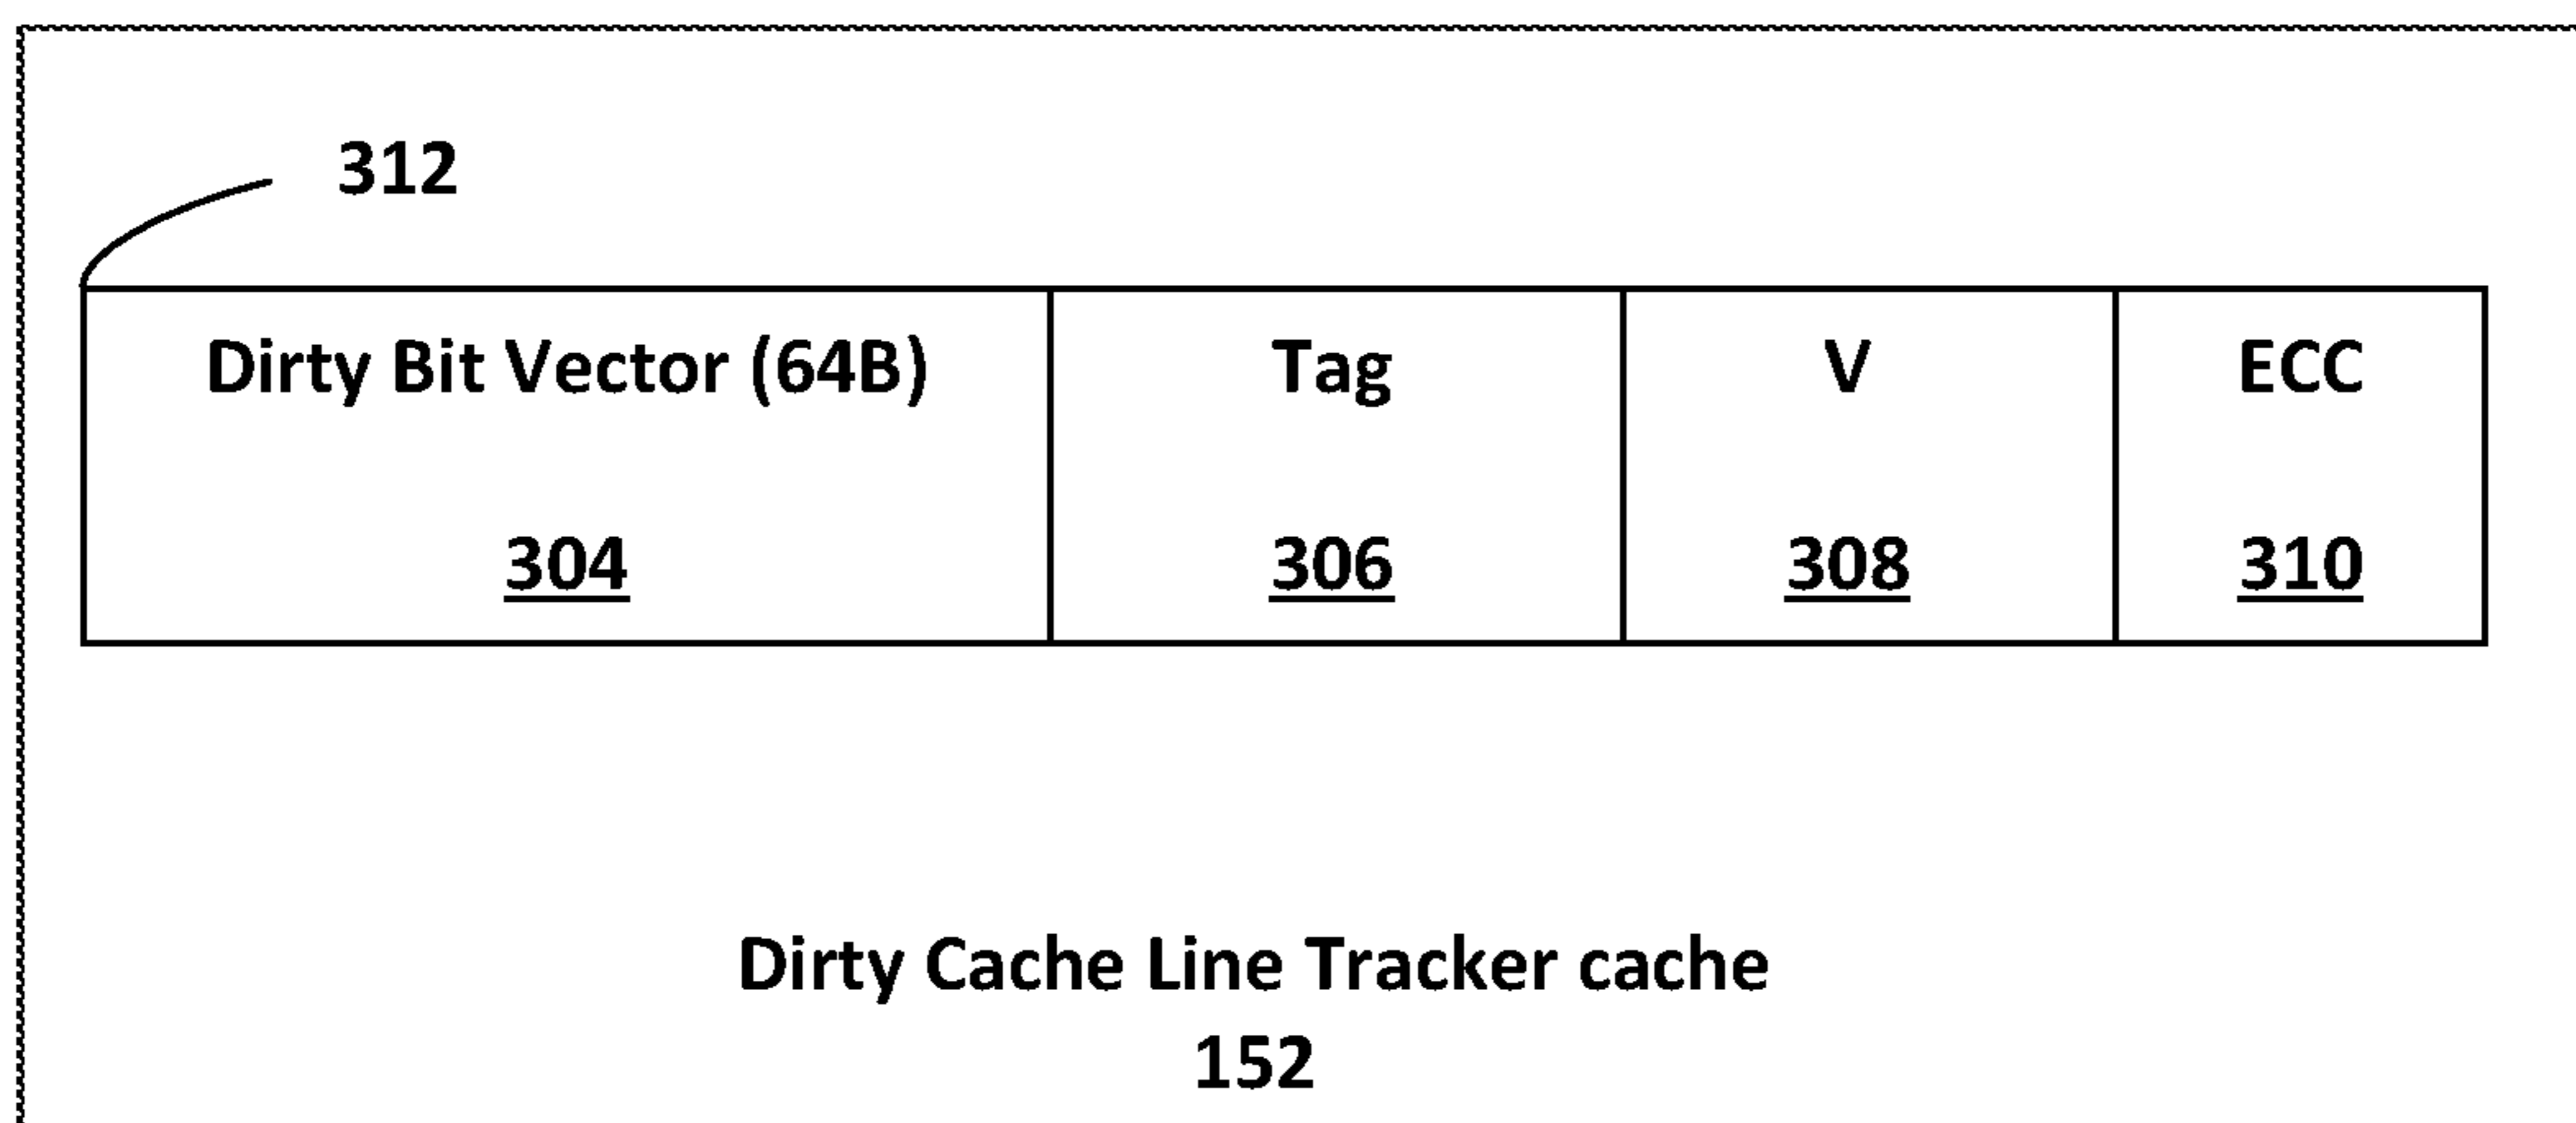 312
Dirty Bit Vector (64B) Tag V ECC
304 306 308 310
Dirty Cache Line Tracker cache
152